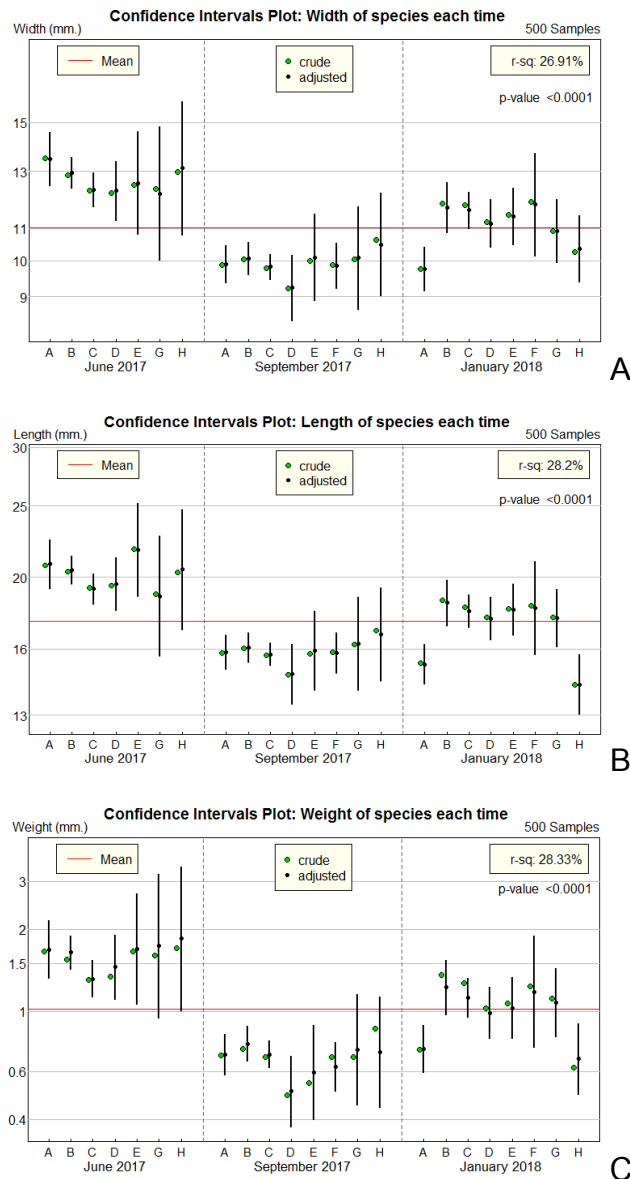 Confidence Intervals Plot: Width of species each time
Width (mm.) 500 Samples
Mean
crude
adjusted
r-sq: 26.91%
p-value <0.0001
15
13
11
10
9
A B C D E G H A B C D E F G H A B C D E F G H
June 2017 September 2017 January 2018
A
Confidence Intervals Plot: Length of species each time
Length (mm.) 500 Samples
Mean
crude
adjusted
r-sq: 28.2%
p-value <0.0001
30
25
20
16
13
A B C D E G H A B C D E F G H A B C D E F G H
June 2017 September 2017 January 2018
B
Confidence Intervals Plot: Weight of species each time
Weight (mm.) 500 Samples
Mean
crude
adjusted
r-sq: 28.33%
p-value <0.0001
3
2
1.5
1
0.6
0.4
A B C D E G H A B C D E F G H A B C D E F G H
June 2017 September 2017 January 2018
C